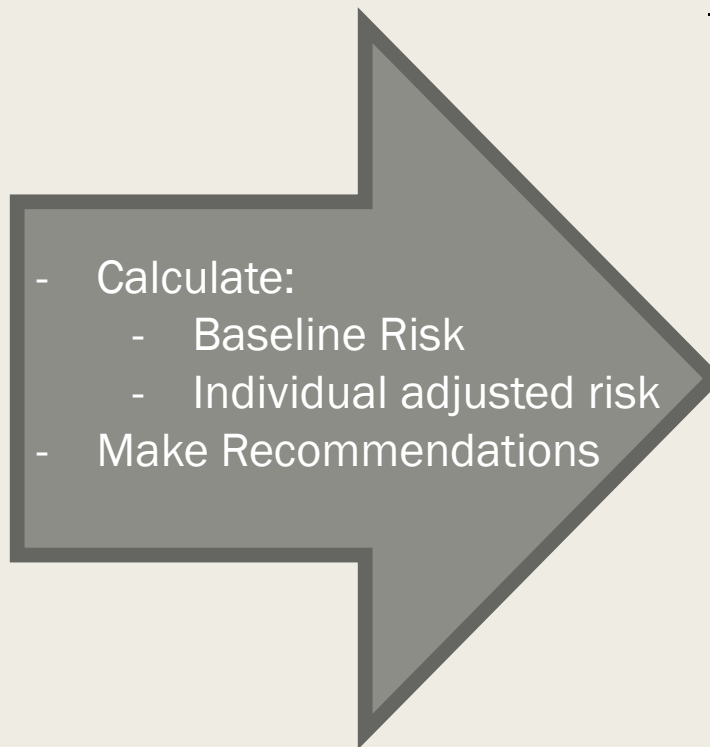 - Calculate:
- Baseline Risk
- Individual adjusted risk
- Make Recommendations